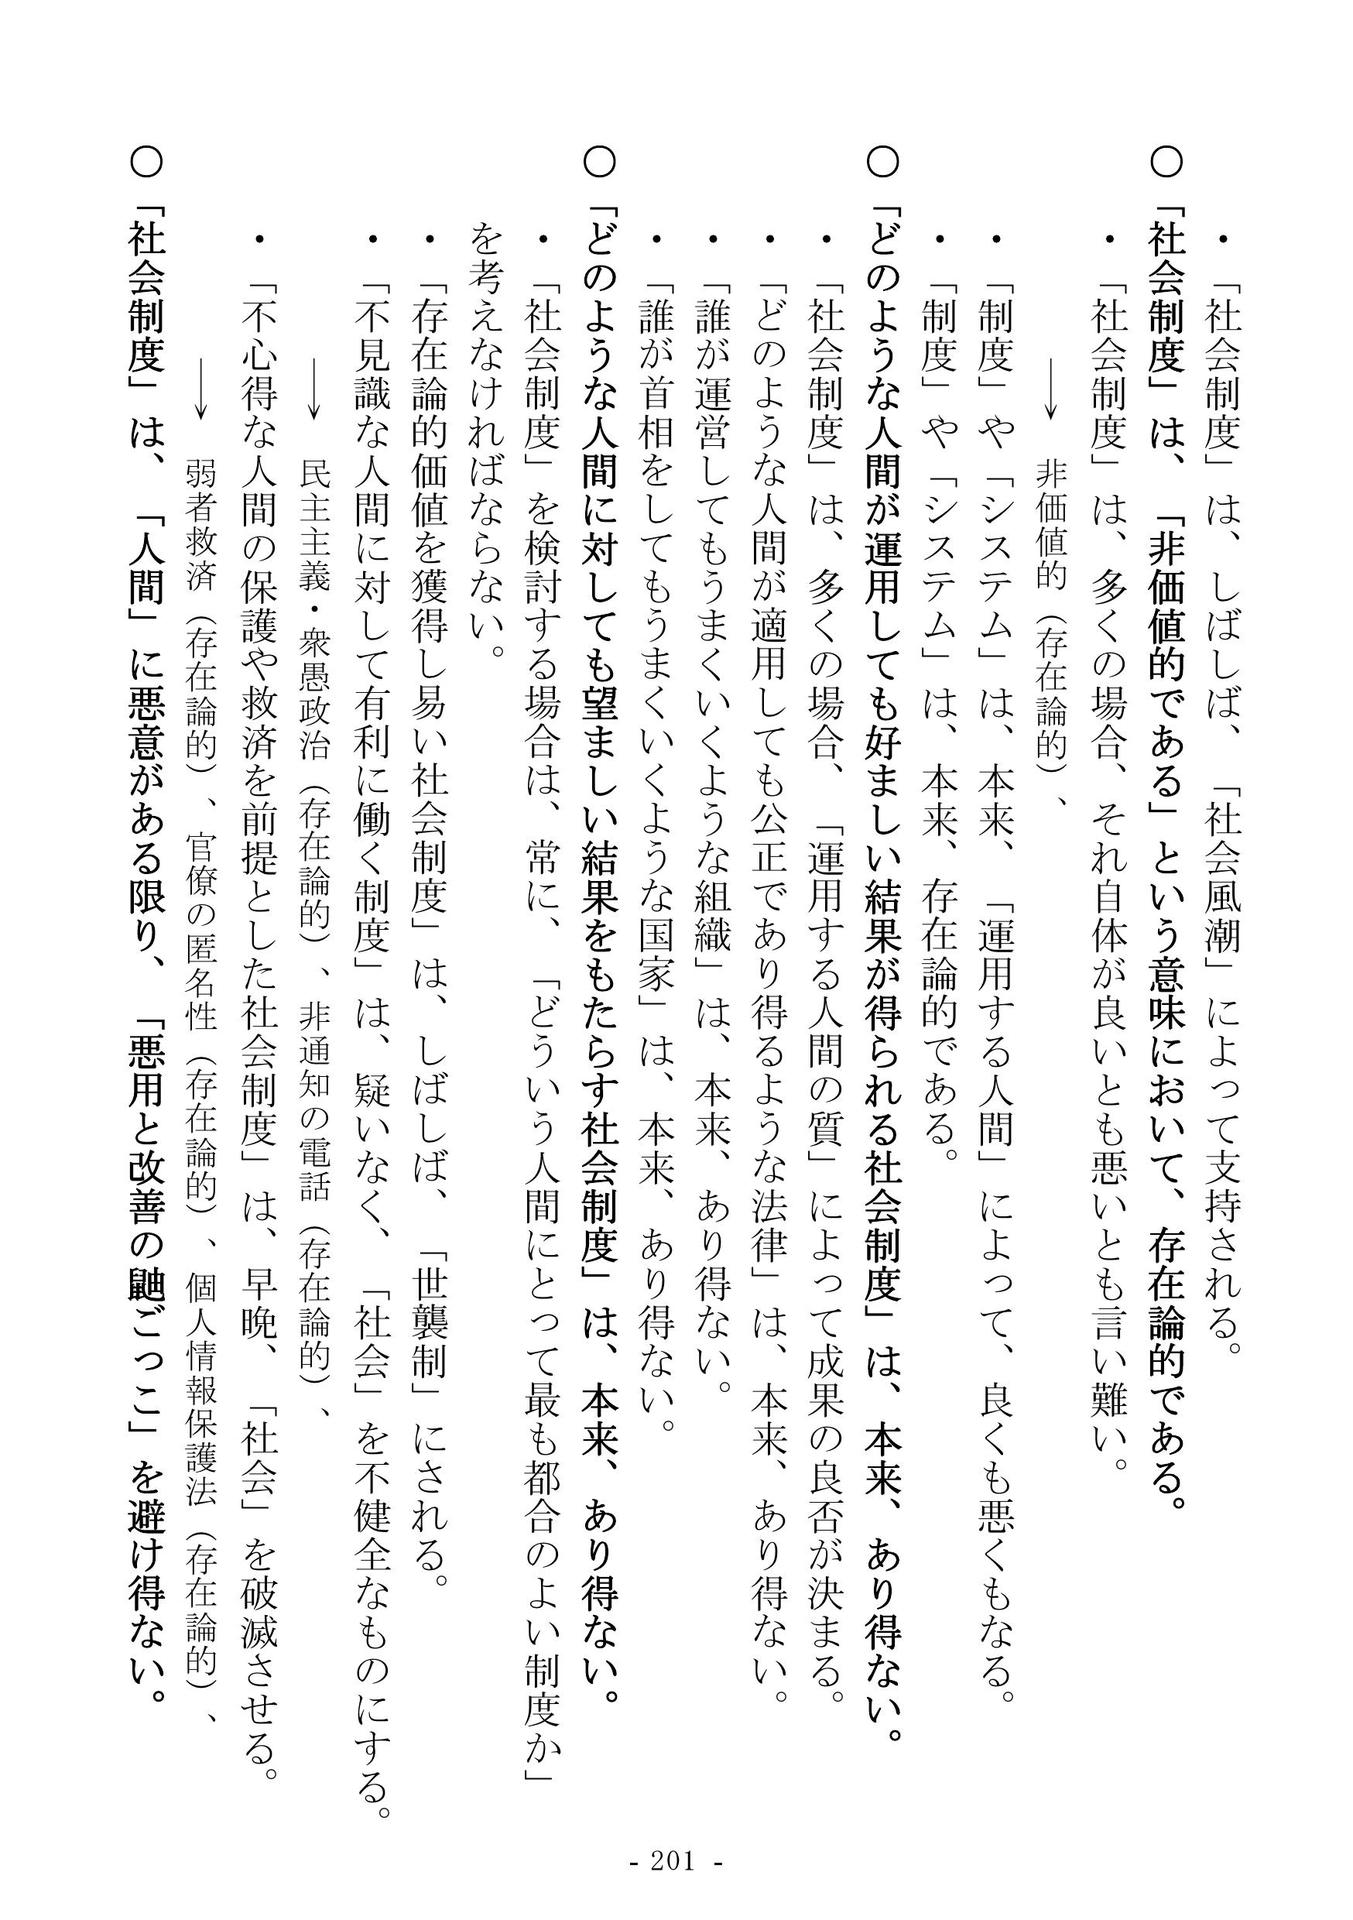 ・「社会制度」は、しばしば、「社会風潮」によって支持される。
○「社会制度」は、「非価値的である」という意味において、存在論的である。
・「社会制度」は、多くの場合、それ自体が良いとも悪いとも言い難い。
→ 非価値的（存在論的）、
・「制度」や「システム」は、本来、「運用する人間」によって、良くも悪くもなる。
・「制度」や「システム」は、本来、存在論的である。
○「どのような人間が運用しても好ましい結果が得られる社会制度」は、本来、あり得ない。
・「社会制度」は、多くの場合、「運用する人間の質」によって成果の良否が決まる。
・「どのような人間が適用しても公正であり得るような法律」は、本来、あり得ない。
・「誰が運営してもうまくいくような組織」は、本来、あり得ない。
・「誰が首相をしてもうまくいくような国家」は、本来、あり得ない。
○「どのような人間に対しても望ましい結果をもたらす社会制度」は、本来、あり得ない。
・「社会制度」を検討する場合は、常に、「どういう人間にとって最も都合のよい制度か」
を考えなければならない。
・「存在論的価値を獲得し易い社会制度」は、しばしば、「世襲制」にされる。
・「不見識な人間に対して有利に働く制度」は、疑いなく、「社会」を不健全なものにする。
→ 民主主義・衆愚政治（存在論的）、非通知の電話（存在論的）、
・「不心得な人間の保護や救済を前提とした社会制度」は、早晩、「社会」を破滅させる。
→ 弱者救済（存在論的）、官僚の匿名性（存在論的）、個人情報保護法（存在論的）、
○「社会制度」は、「人間」に悪意がある限り、「悪用と改善の鼬ごっこ」を避け得ない。
- 201 -